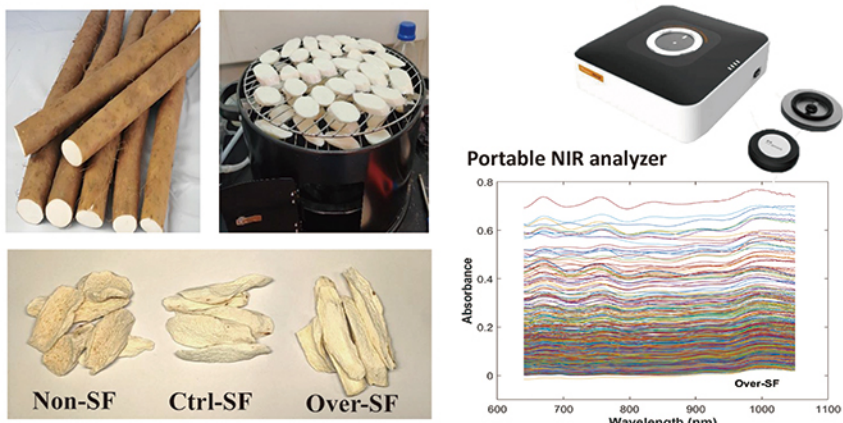 Portable NIR analyzer
0.8
0.6
0.4
0.2
0
Absorbance
Over-SF
600 700 800 900 1000 1100
Wavelength (nm)
Non-SF Ctrl-SF Over-SF